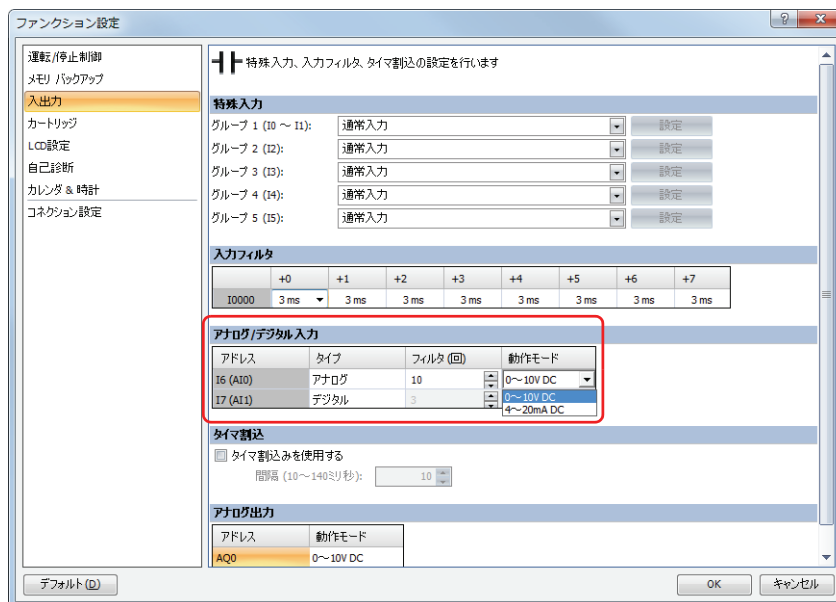 ファンクション設定
運転/停止制御
メモリ バックアップ
入出力
カートリッジ
LCD設定
自己診断
カレンダ & 時計
コネクション設定
特殊入力、入力フィルタ、タイマ割込の設定を行います
特殊入力
グループ 1 (I0 ～ I1): 通常入力 設定
グループ 2 (I2): 通常入力 設定
グループ 3 (I3): 通常入力 設定
グループ 4 (I4): 通常入力 設定
グループ 5 (I5): 通常入力 設定
入力フィルタ
+0 +1 +2 +3 +4 +5 +6 +7
I0000 3 ms 3 ms 3 ms 3 ms 3 ms 3 ms 3 ms 3 ms
アナログ/デジタル入力
アドレス タイプ フィルタ (回) 動作モード
I6 (AI0) アナログ 10 0～10V DC
I7 (AI1) デジタル 3 0～10V DC
4～20mA DC
タイマ割込
タイマ割込みを使用する
間隔 (10～140ミリ秒): 10
アナログ出力
アドレス 動作モード
AQ0 0～10V DC
デフォルト(D) OK キャンセル